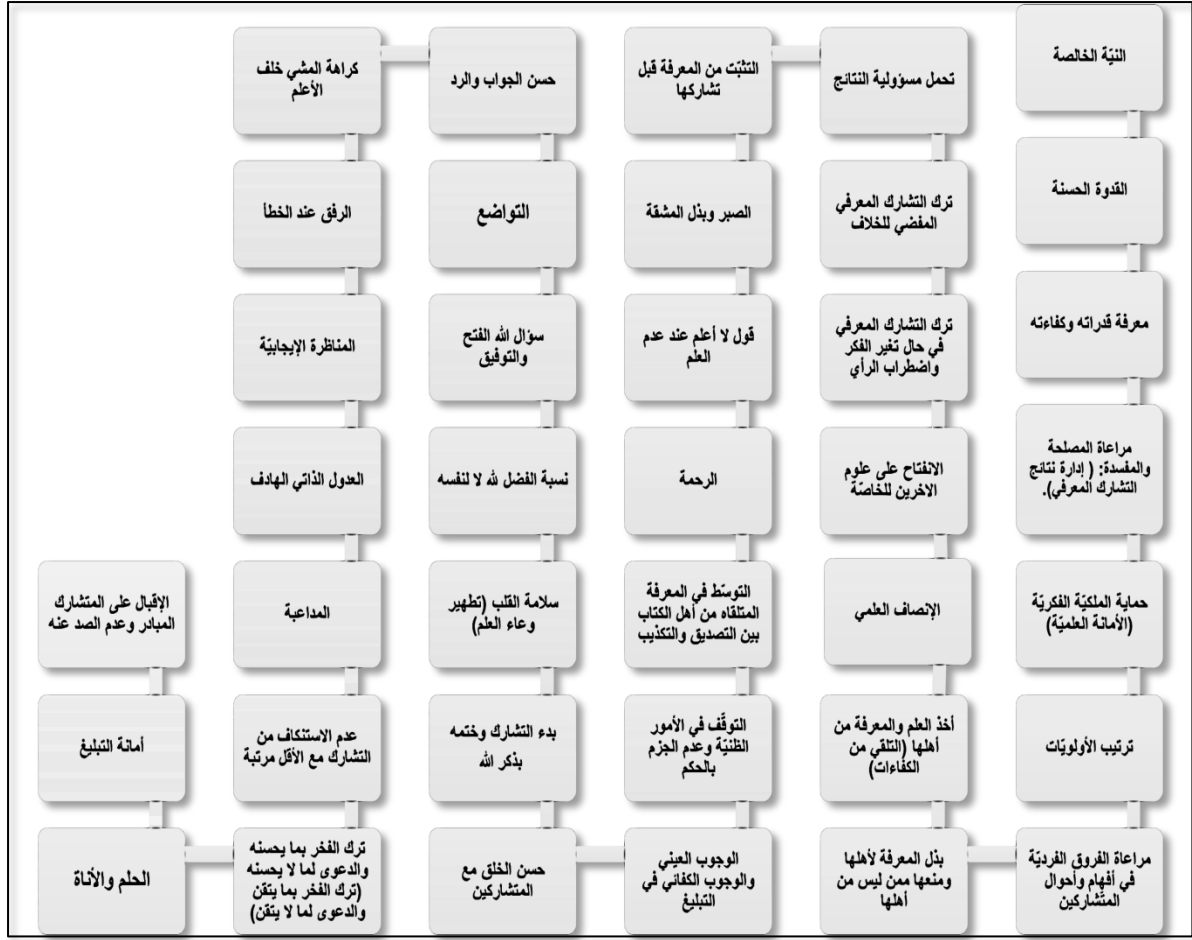 النيّة الخالصة
القدوة الحسنة
معرفة قدراته وكفاءته
مراعاة المصلحة
والمفسدة: ( إدارة نتائج
التشارك المعرفي).
حماية الملكيّة الفكريّة
(الأمانة العلميّة)
ترتيب الأولويّات
مراعاة الفروق الفرديّة
في أفهام وأحوال
المتشاركين
بذل المعرفة لأهلها
ومنعها ممن ليس من
أهلها
أخذ العلم والمعرفة من
أهلها (التلقي من
الكفاءات)
الإنصاف العلمي
الانفتاح على علوم
الاخرين للخاصّة
ترك التشارك المعرفي
في حال تغير الفكر
واضطراب الرأي
ترك التشارك المعرفي
المفضي للخلاف
تحمل مسؤولية النتائج
التثبّت من المعرفة قبل
تشاركها
الصبر وبذل المشقة
قول لا أعلم عند عدم
العلم
الرحمة
التوسّط في المعرفة
المتلقاه من أهل الكتاب
بين التصديق والتكذيب
التوقّف في الأمور
الظنيّة وعدم الجزم
بالحكم
الوجوب العيني
والوجوب الكفائي في
التبليغ
حسن الخلق مع
المتشاركين
بدء التشارك وختمه
بذكر الله
سلامة القلب (تطهير
وعاء العلم)
نسبة الفضل لله لا لنفسه
سؤال الله الفتح
والتوفيق
التواضع
حسن الجواب والرد
كراهة المشي خلف
الأعلم
الرفق عند الخطأ
المناظرة الإيجابيّة
العدول الذاتي الهادف
المداعبة
عدم الاستنكاف من
التشارك مع الأقل مرتبة
ترك الفخر بما يحسنه
والدعوى لما لا يحسنه
(ترك الفخر بما يتقن
والدعوى لما لا يتقن)
الحلم والأناة
أمانة التبليغ
الإقبال على المتشارك
المبادر وعدم الصد عنه